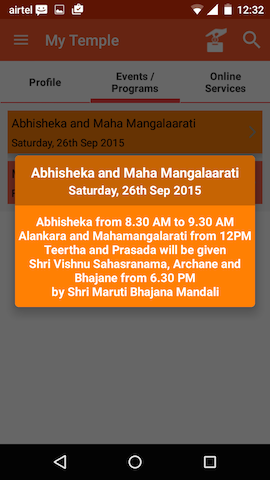 airtel 12:32
My Temple
Profile
Events /
Programs
Online
Services
Abhisheka and Maha Mangalaarati
Saturday, 26th Sep 2015
Abhisheka and Maha Mangalaarati
Saturday, 26th Sep 2015
Abhisheka from 8.30 AM to 9.30 AM
Alankara and Mahamangalarati from 12PM
Teertha and Prasada will be given
Shri Vishnu Sahasranama, Archane and
Bhajane from 6.30 PM
by Shri Maruti Bhajana Mandali